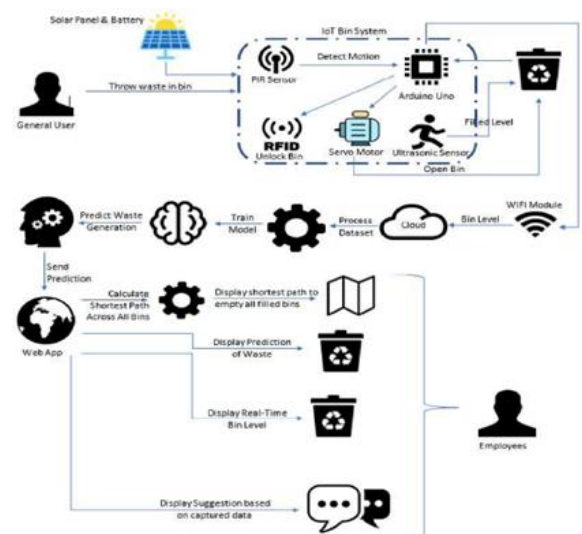 Solar Panel & Battery
IoT Bin System
PIR Sensor
Detect Motion
Arduino Uno
Throw waste in bin
General User
RFID
Unlock Bin
Servo Motor
Ultrasonic Sensor
Filled Level
Open Bin
Predict Waste
Generation
Train
Model
Process
Dataset
Cloud
Bin Level
WIFI Module
Send
Prediction
Calculate
Shortest Path
Across All Bins
Display shortest path to
empty all filled bins
Web App
Display Prediction
of Waste
Display Real-Time
Bin Level
Employees
Display Suggestion based
on captured data